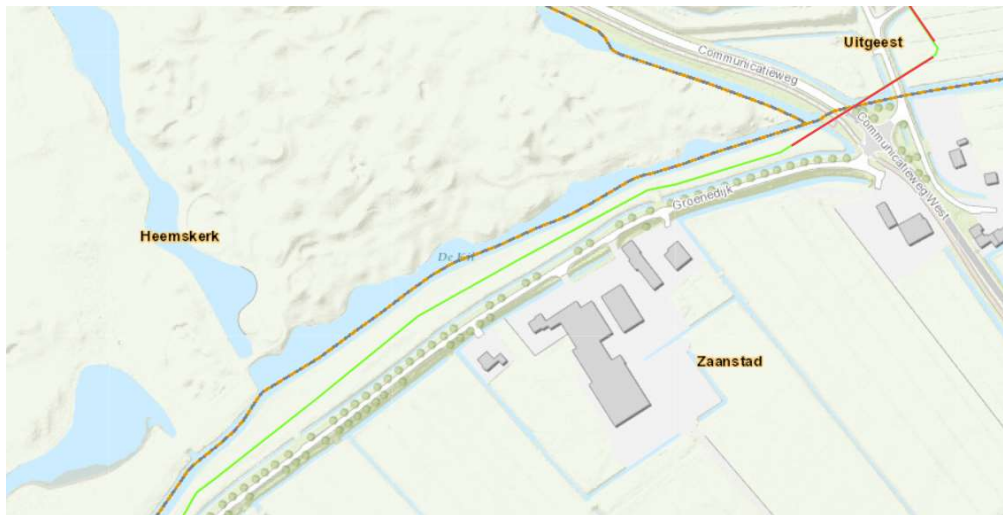 Uitgeest
Communicatieweg
Communicatieweg West
Groenedijk
Heemskerk
De Kil
Zaanstad